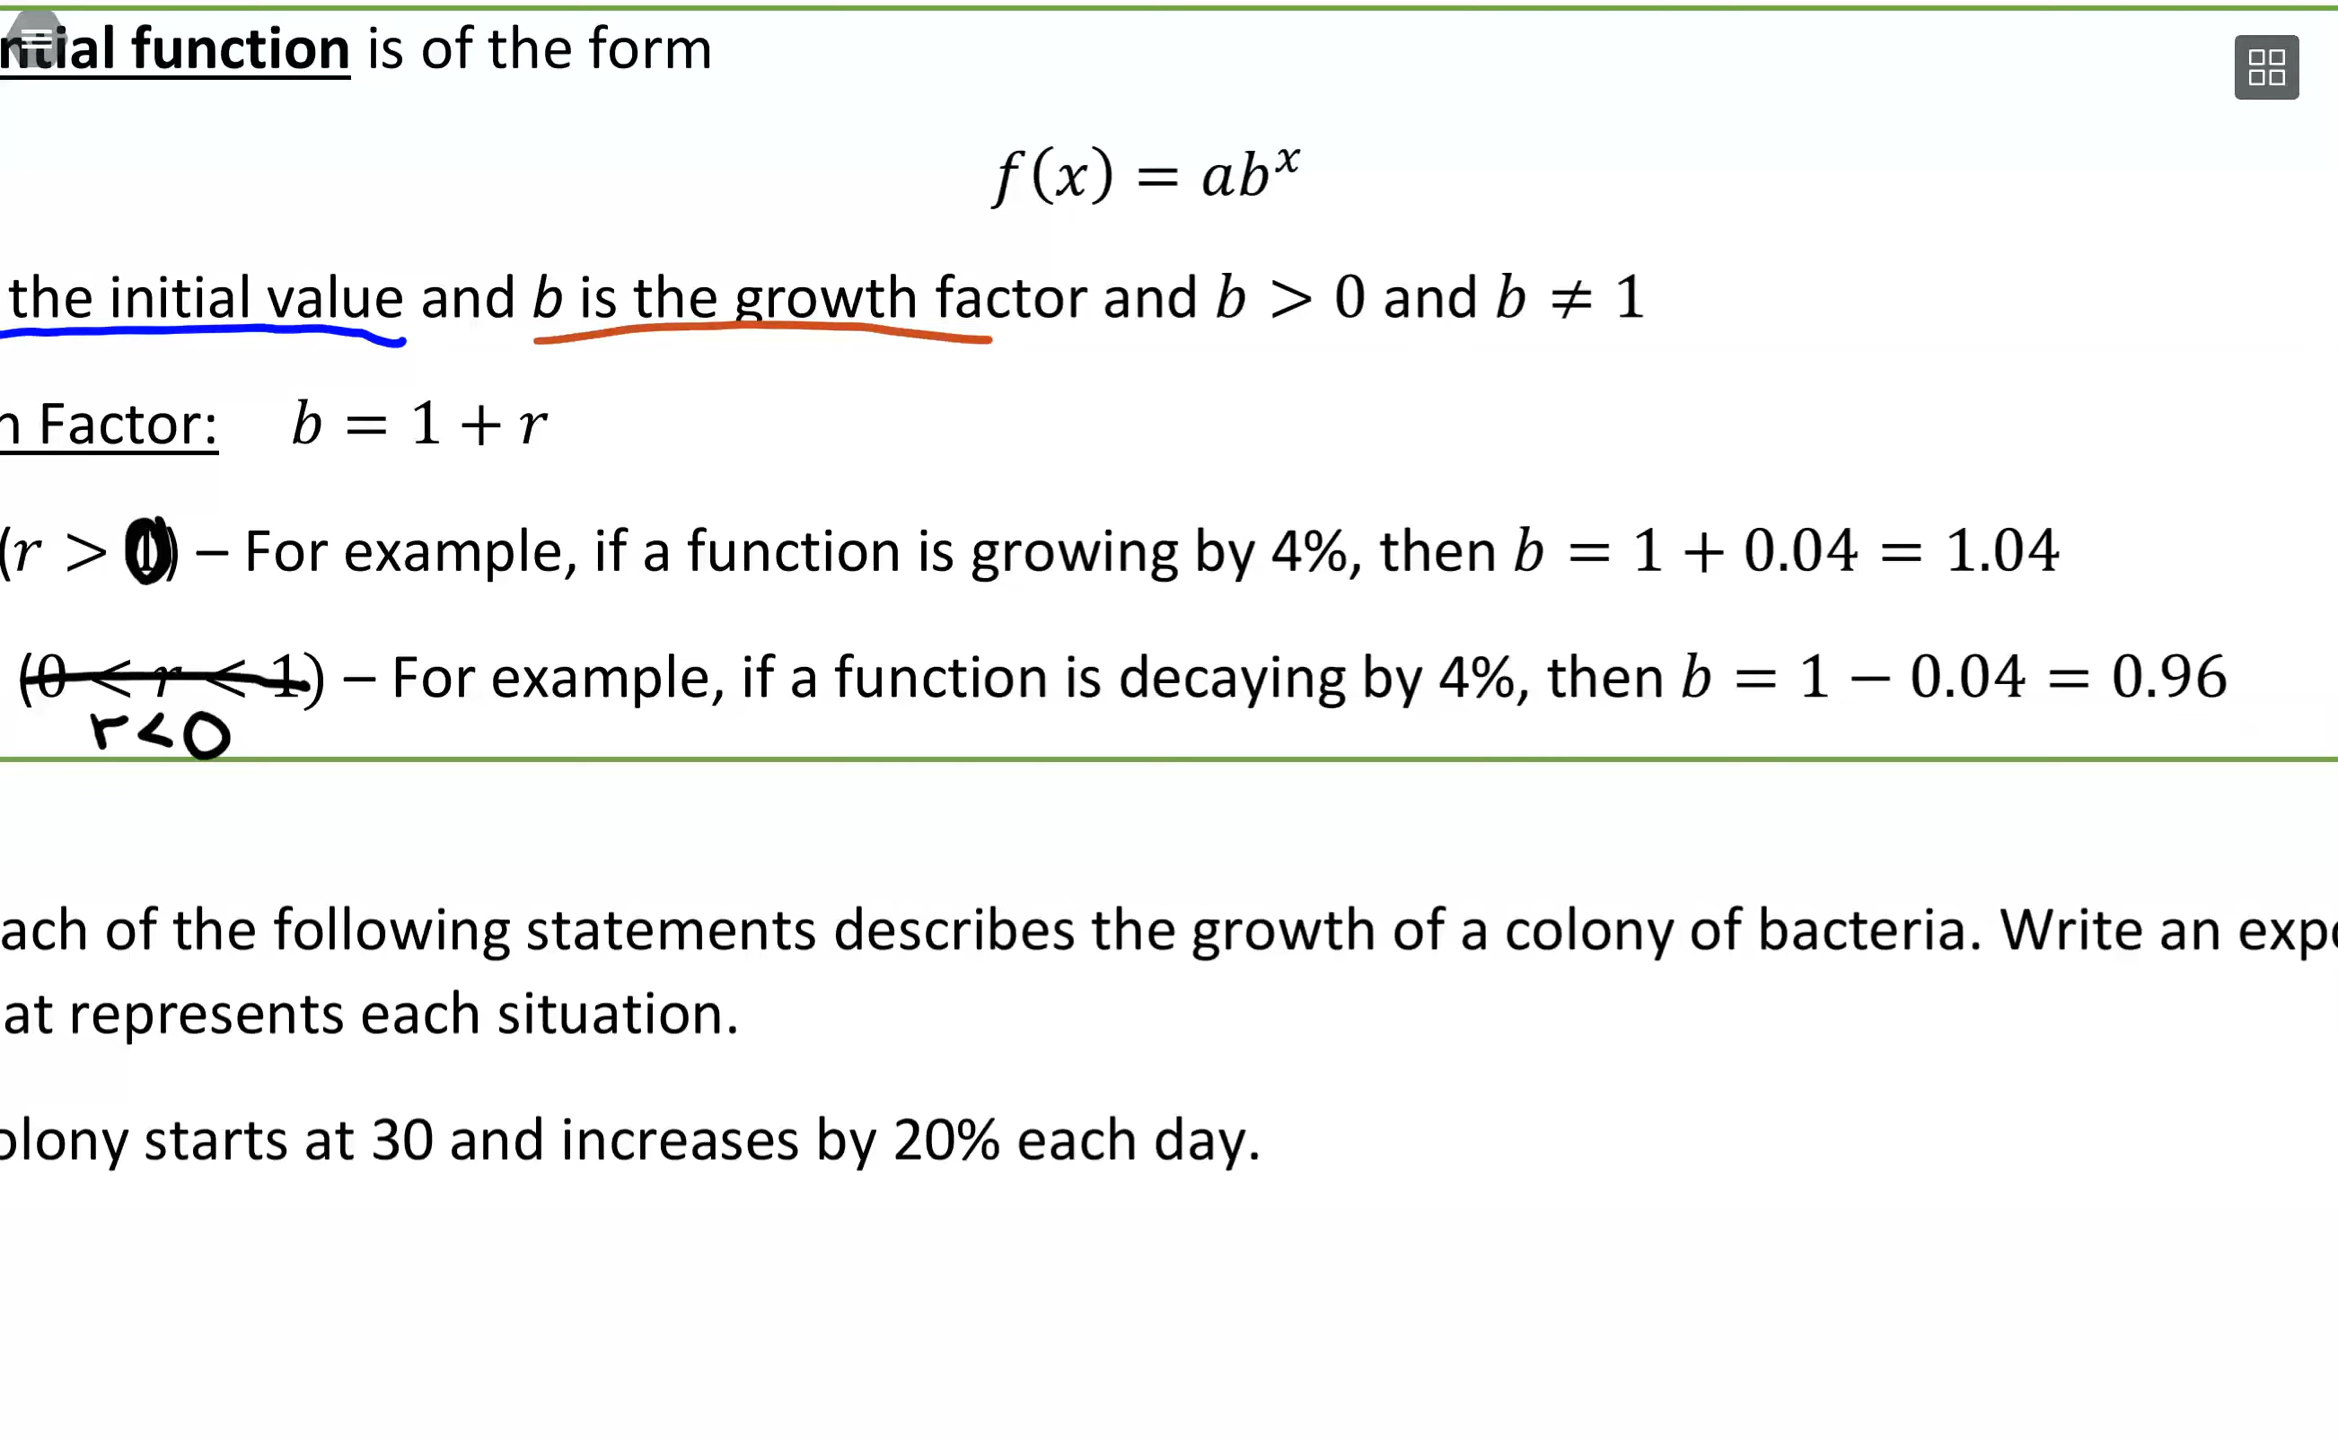 ntial function is of the form
f(x) = ab^x
the initial value and b is the growth factor and b > 0 and b ≠ 1
n Factor: b = 1 + r
(r > 0) – For example, if a function is growing by 4%, then b = 1 + 0.04 = 1.04
(0 < r < 1) – For example, if a function is decaying by 4%, then b = 1 – 0.04 = 0.96
r<0
ach of the following statements describes the growth of a colony of bacteria. Write an expo
at represents each situation.
olony starts at 30 and increases by 20% each day.